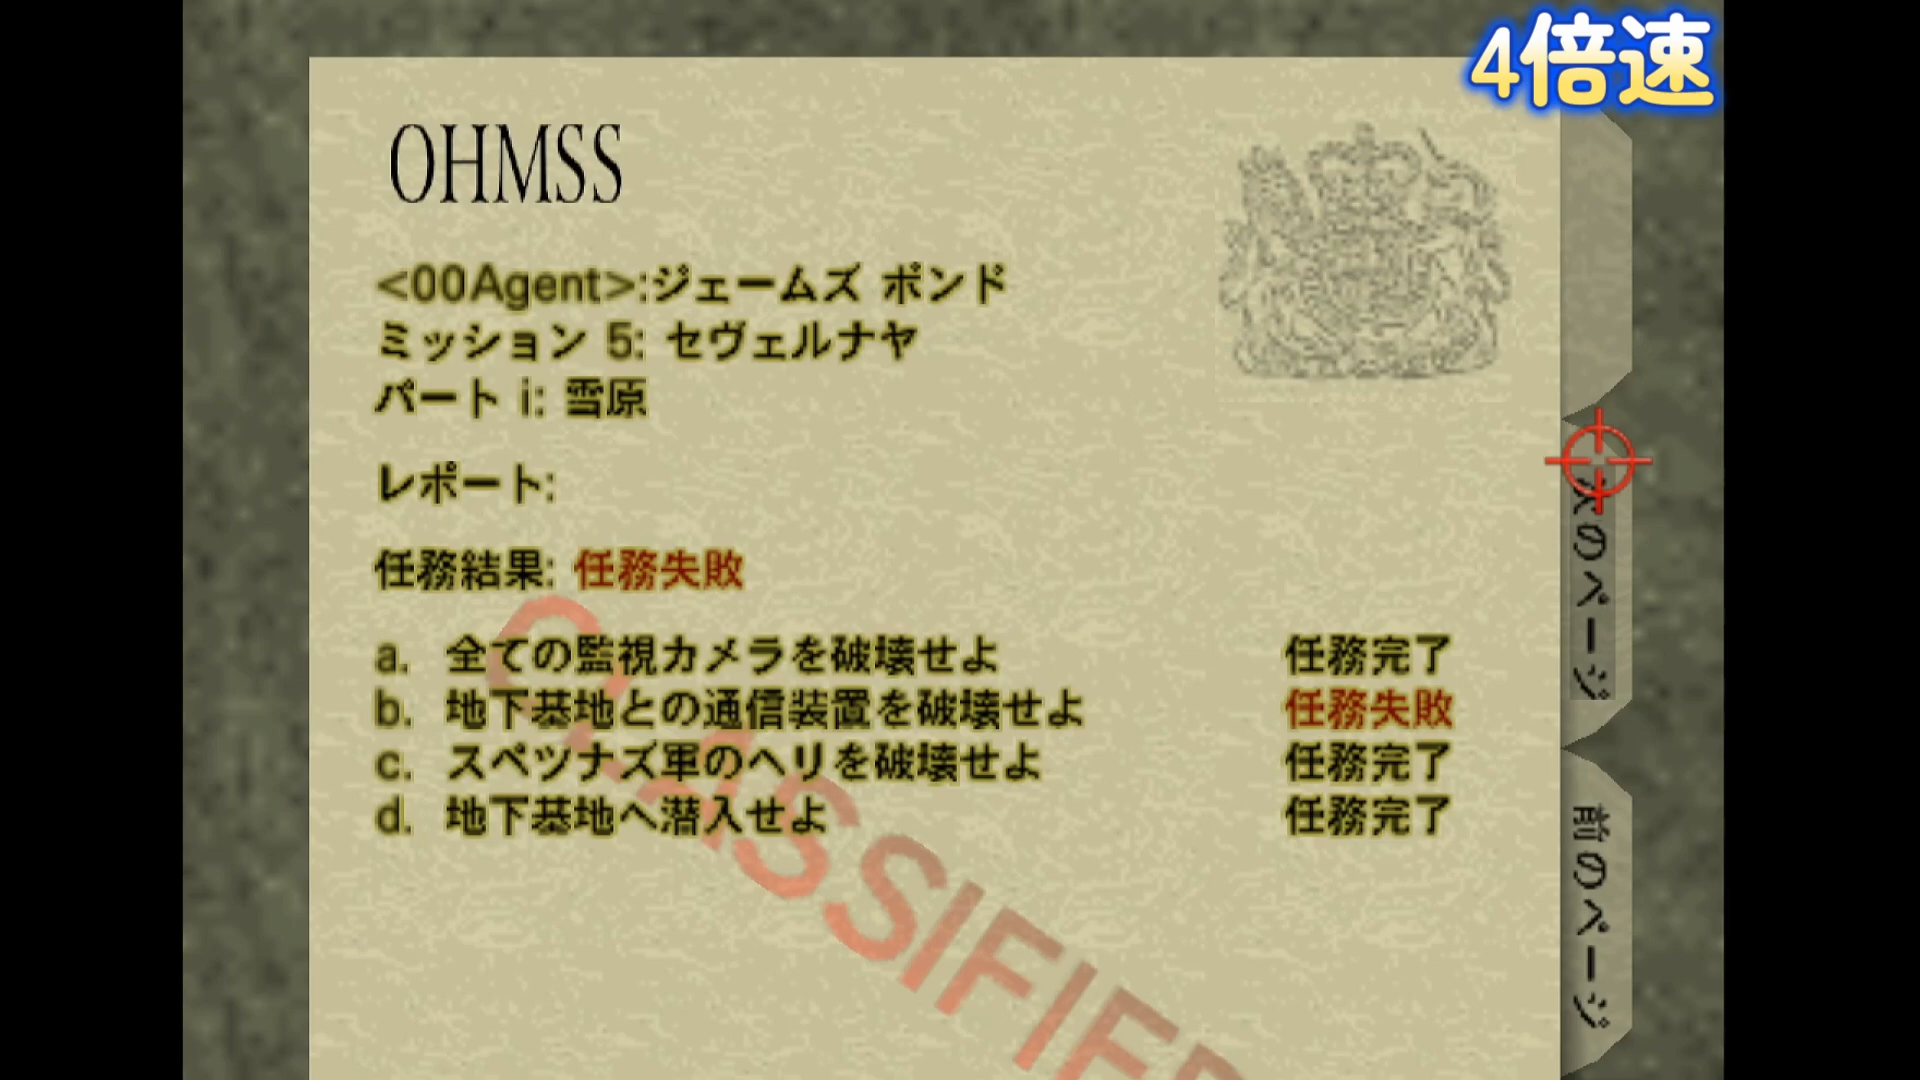 4倍速
OHMSS
<00Agent>:ジェームズ ボンド
ミッション 5: セヴェルナヤ
パート i: 雪原
レポート:
任務結果: 任務失敗
a. 全ての監視カメラを破壊せよ 任務完了
b. 地下基地との通信装置を破壊せよ 任務失敗
c. スペツナズ軍のヘリを破壊せよ 任務完了
d. 地下基地へ潜入せよ 任務完了
CLASSIFIED
次のページ
前のページ